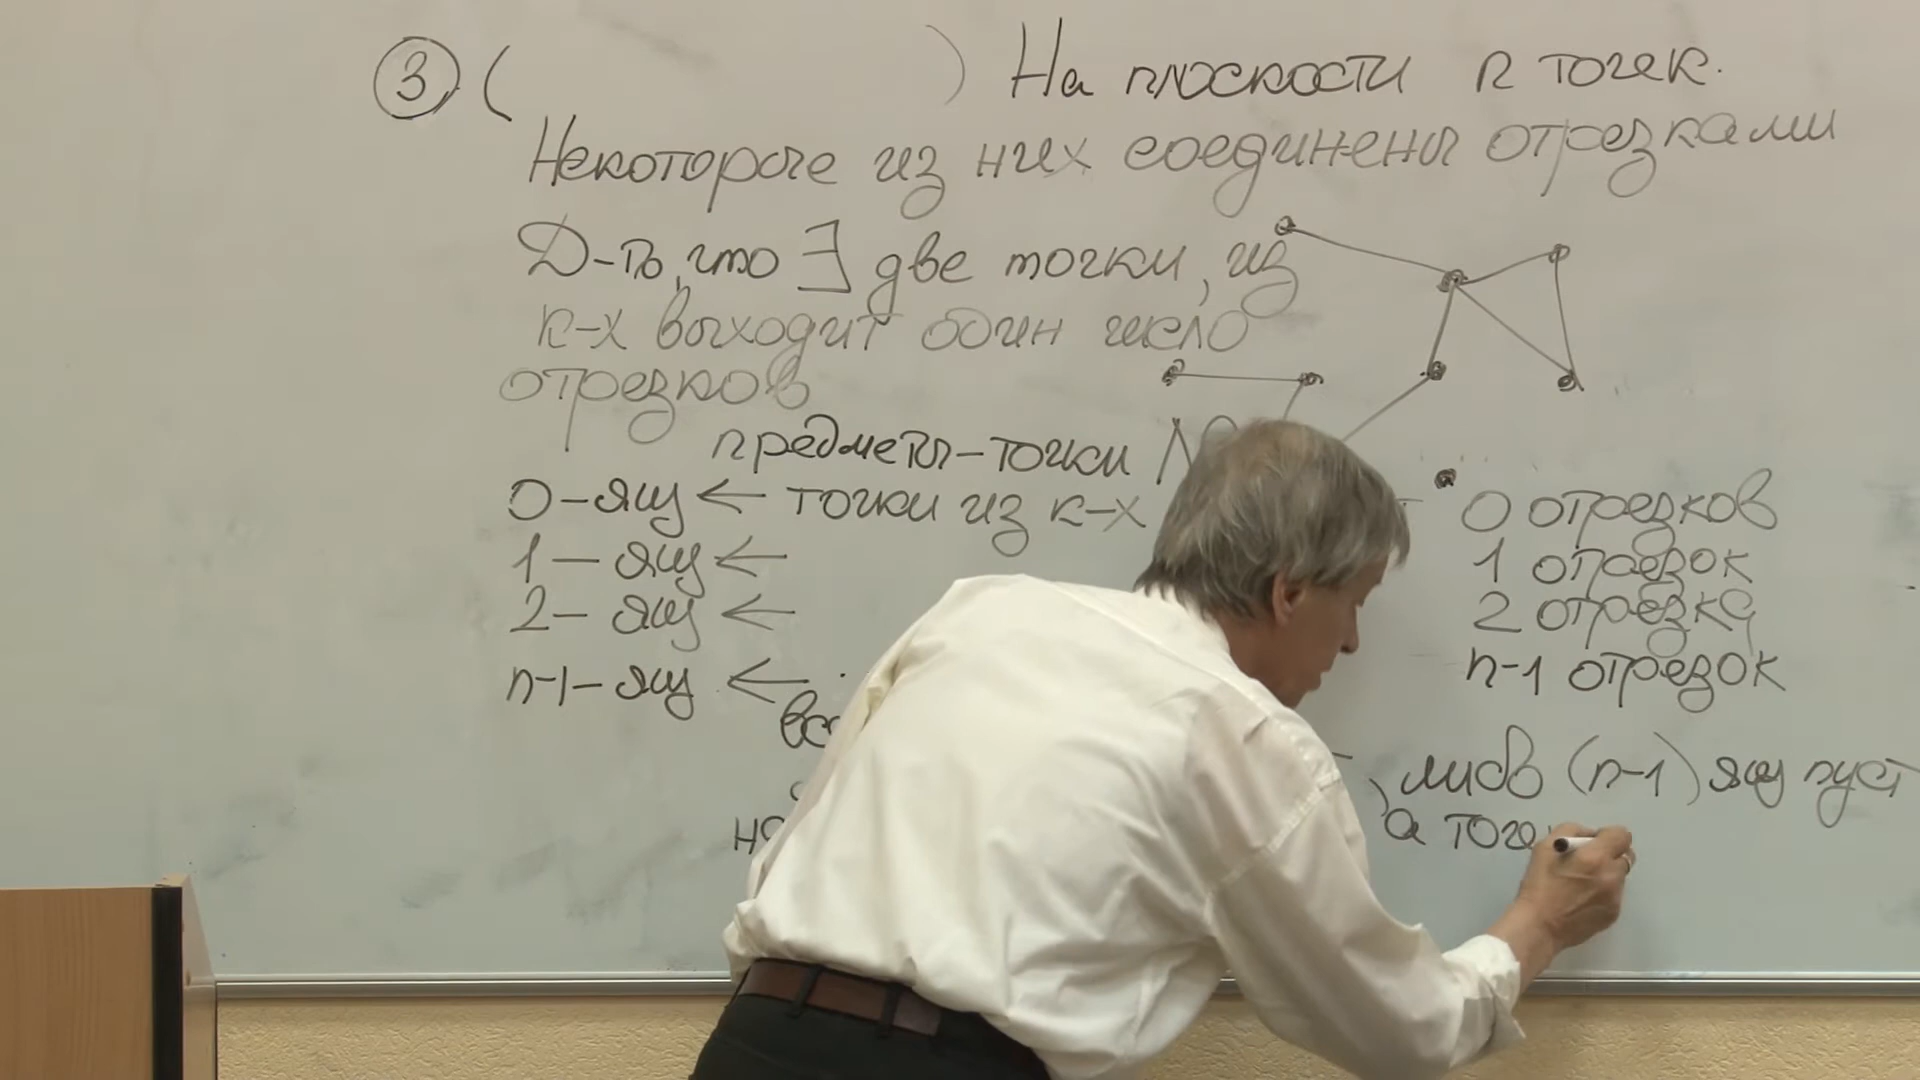 ③ ( ) На плоскости n точек.
Некоторые из них соединены отрезками
Д-ть, что ∃ две точки, из
к-х выходит один число
отрезков
предметы – точки
0 – ящ ← точки из к-х 0 отрезков
1 – ящ ← 1 отрезок
2 – ящ ← 2 отрезка
n-1 – ящ ← n-1 отрезок
либо (n-1) ящ пуст
а